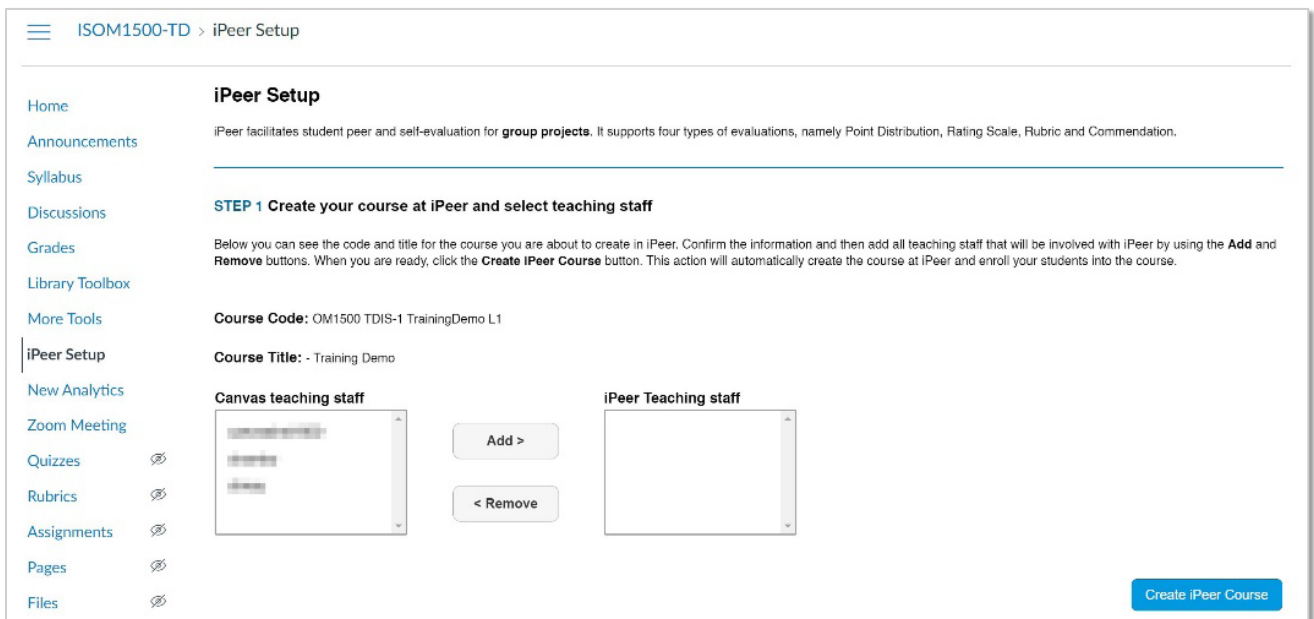 ISOM1500-TD > iPeer Setup
Home
Announcements
Syllabus
Discussions
Grades
Library Toolbox
More Tools
iPeer Setup
New Analytics
Zoom Meeting
Quizzes
Rubrics
Assignments
Pages
Files
iPeer Setup
iPeer facilitates student peer and self-evaluation for group projects. It supports four types of evaluations, namely Point Distribution, Rating Scale, Rubric and Commendation.
STEP 1 Create your course at iPeer and select teaching staff
Below you can see the code and title for the course you are about to create in iPeer. Confirm the information and then add all teaching staff that will be involved with iPeer by using the Add and
Remove buttons. When you are ready, click the Create iPeer Course button. This action will automatically create the course at iPeer and enroll your students into the course.
Course Code: OM1500 TDIS-1 TrainingDemo L1
Course Title: - Training Demo
Canvas teaching staff
iPeer Teaching staff
Add >
< Remove
Create iPeer Course